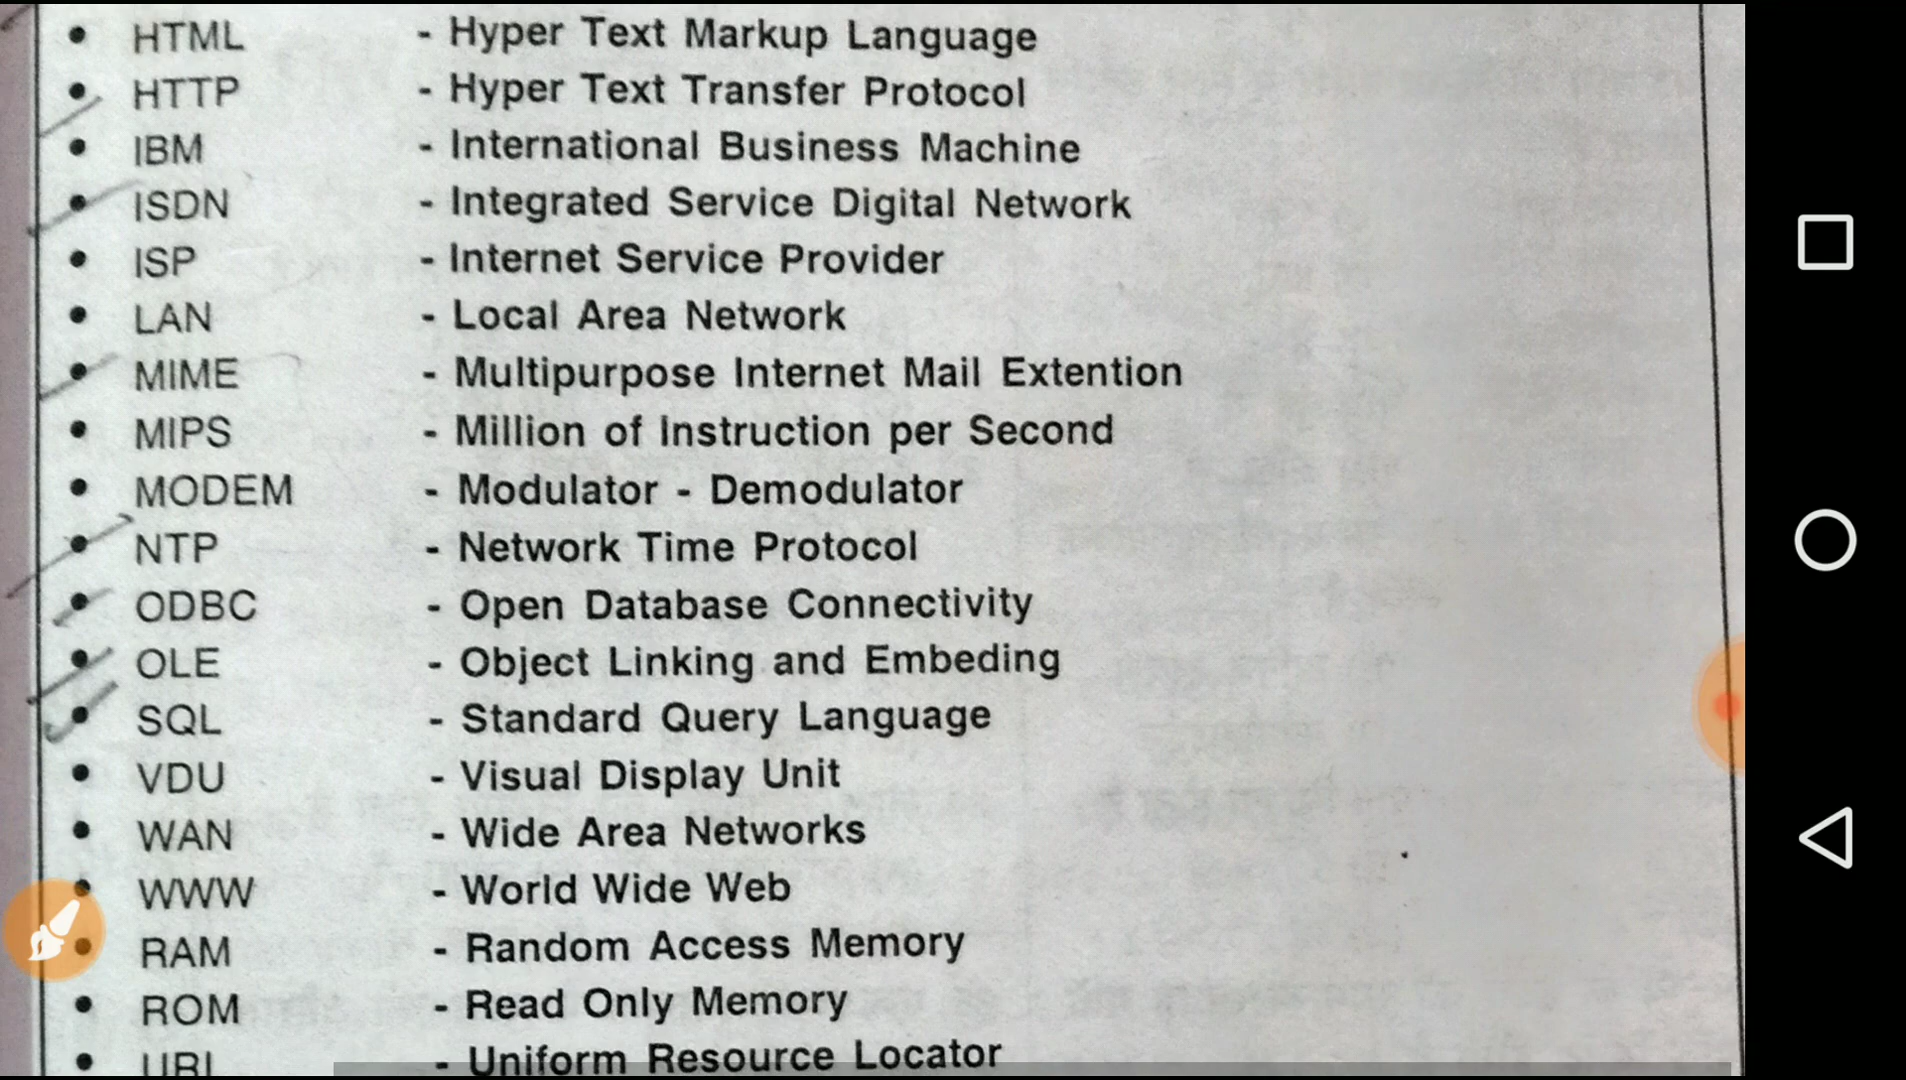 • HTML - Hyper Text Markup Language
• HTTP - Hyper Text Transfer Protocol
• IBM - International Business Machine
• ISDN - Integrated Service Digital Network
• ISP - Internet Service Provider
• LAN - Local Area Network
• MIME - Multipurpose Internet Mail Extention
• MIPS - Million of Instruction per Second
• MODEM - Modulator - Demodulator
• NTP - Network Time Protocol
• ODBC - Open Database Connectivity
• OLE - Object Linking and Embeding
• SQL - Standard Query Language
• VDU - Visual Display Unit
• WAN - Wide Area Networks
• WWW - World Wide Web
• RAM - Random Access Memory
• ROM - Read Only Memory
• URL - Uniform Resource Locator